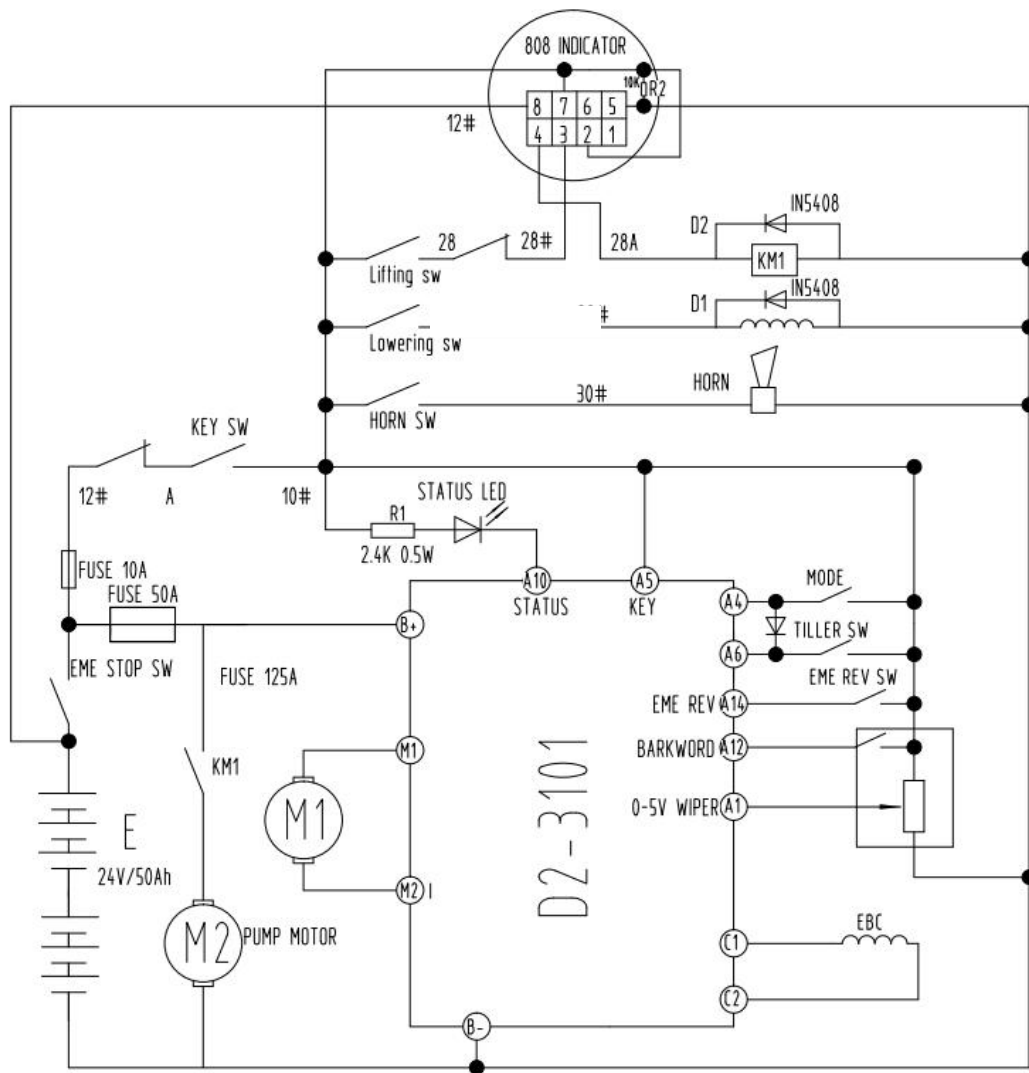 808 INDICATOR
10K
DR2
8 7 6 5
4 3 2 1
12#
IN5408
D2
28
28#
28A
KM1
Lifting sw
IN5408
D1
#
Lowering sw
HORN
30#
HORN SW
KEY SW
12#
A
10#
STATUS LED
R1
2.4K 0.5W
FUSE 10A
A10
A5
MODE
FUSE 50A
STATUS
KEY
A4
B+
TILLER SW
A6
EME STOP SW
FUSE 125A
EME REV SW
EME REV
A14
BARKWORD
A12
M1
D2-3101
KM1
0-5V WIPER
A1
M1
E
24V/50Ah
M2
I
EBC
C1
M2
PUMP MOTOR
C2
B-